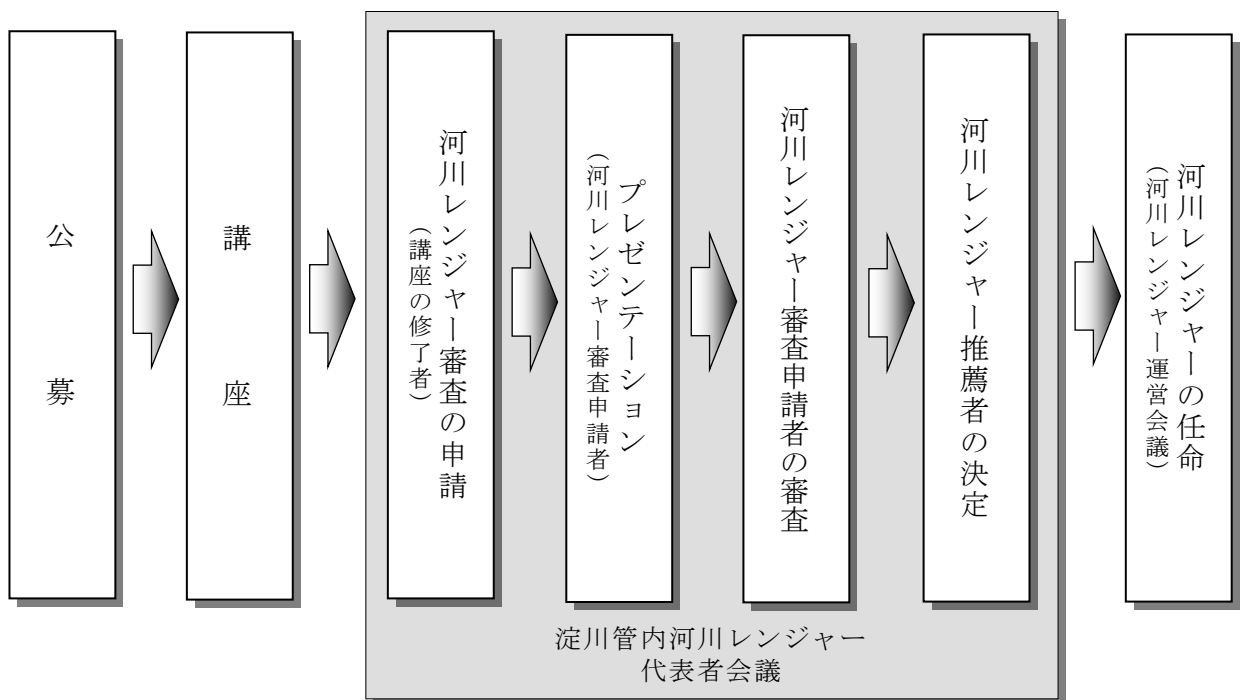 公募
講座
河川レンジャー審査の申請
（講座の修了者）
プレゼンテーション
（河川レンジャー審査申請者）
河川レンジャー審査申請者の審査
河川レンジャー推薦者の決定
河川レンジャーの任命
（河川レンジャー運営会議）
淀川管内河川レンジャー
代表者会議